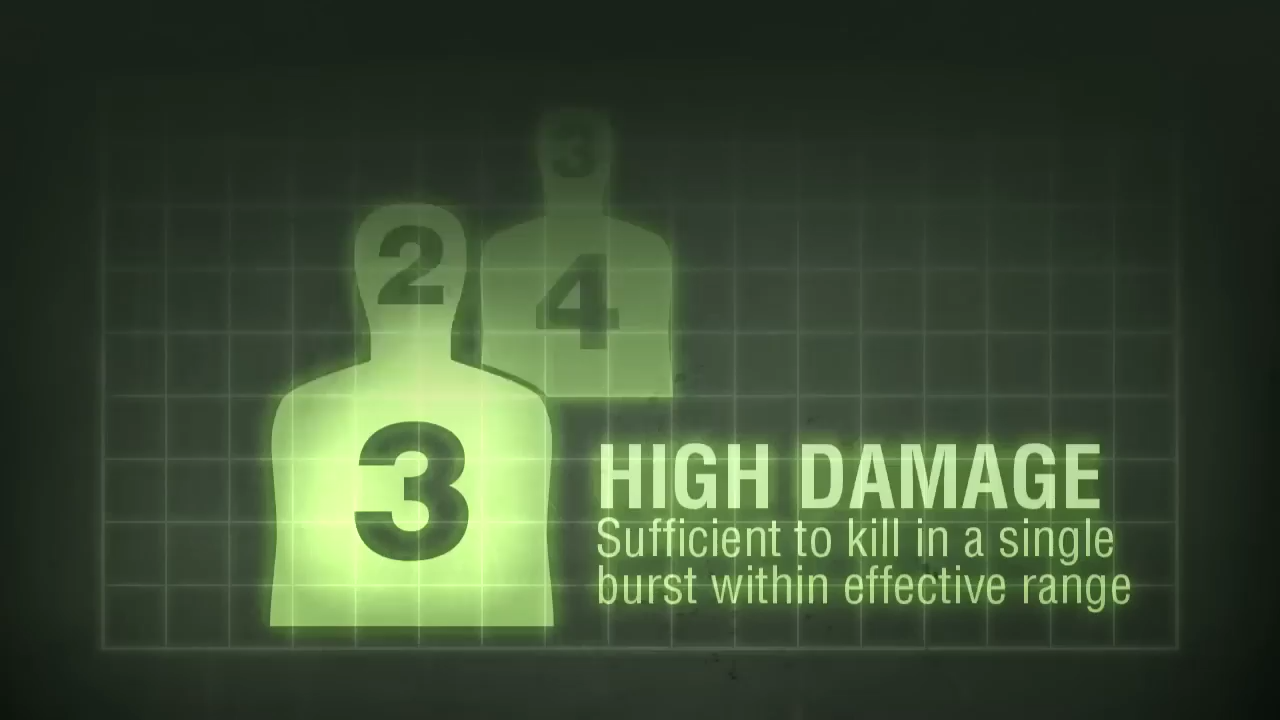 3
4
2
3
HIGH DAMAGE
Sufficient to kill in a single
burst within effective range